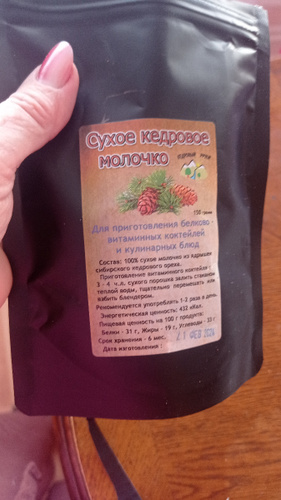 Сухое кедровое
молочко
150 грамм
Для приготовления белково-
витаминных коктейлей
и кулинарных блюд
Состав: 100% сухое молочко из ядрышек
сибирского кедрового ореха.
Приготовление витаминного коктейля:
3 - 4 ч.л. сухого порошка залить стаканом
теплой воды, тщательно перемешать или
взбить блендером.
Рекомендуется употреблять 1-2 раза в день.
Энергетическая ценность: 432 кКал.
Пищевая ценность на 100 г продукта:
Белки - 31 г, Жиры - 19 г, Углеводы - 33 г
Срок хранения - 6 мес.
Дата изготовления :